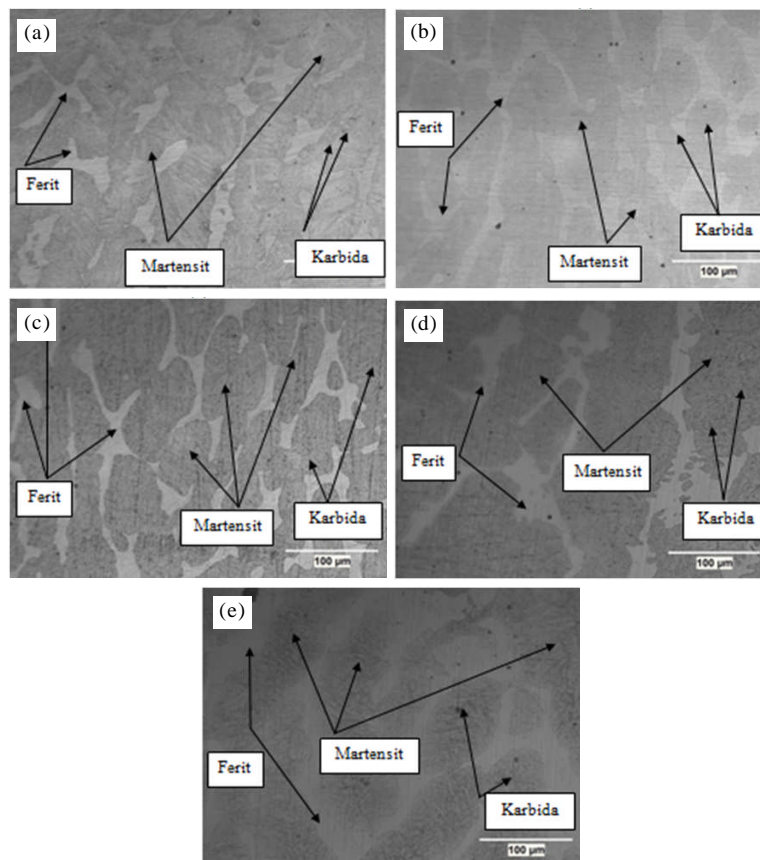 (a)
Ferit
Martensit
Karbida
(b)
Ferit
Martensit
Karbida
100 µm
(c)
Ferit
Martensit
Karbida
100 µm
(d)
Ferit
Martensit
Karbida
100 µm
(e)
Ferit
Martensit
Karbida
100 µm